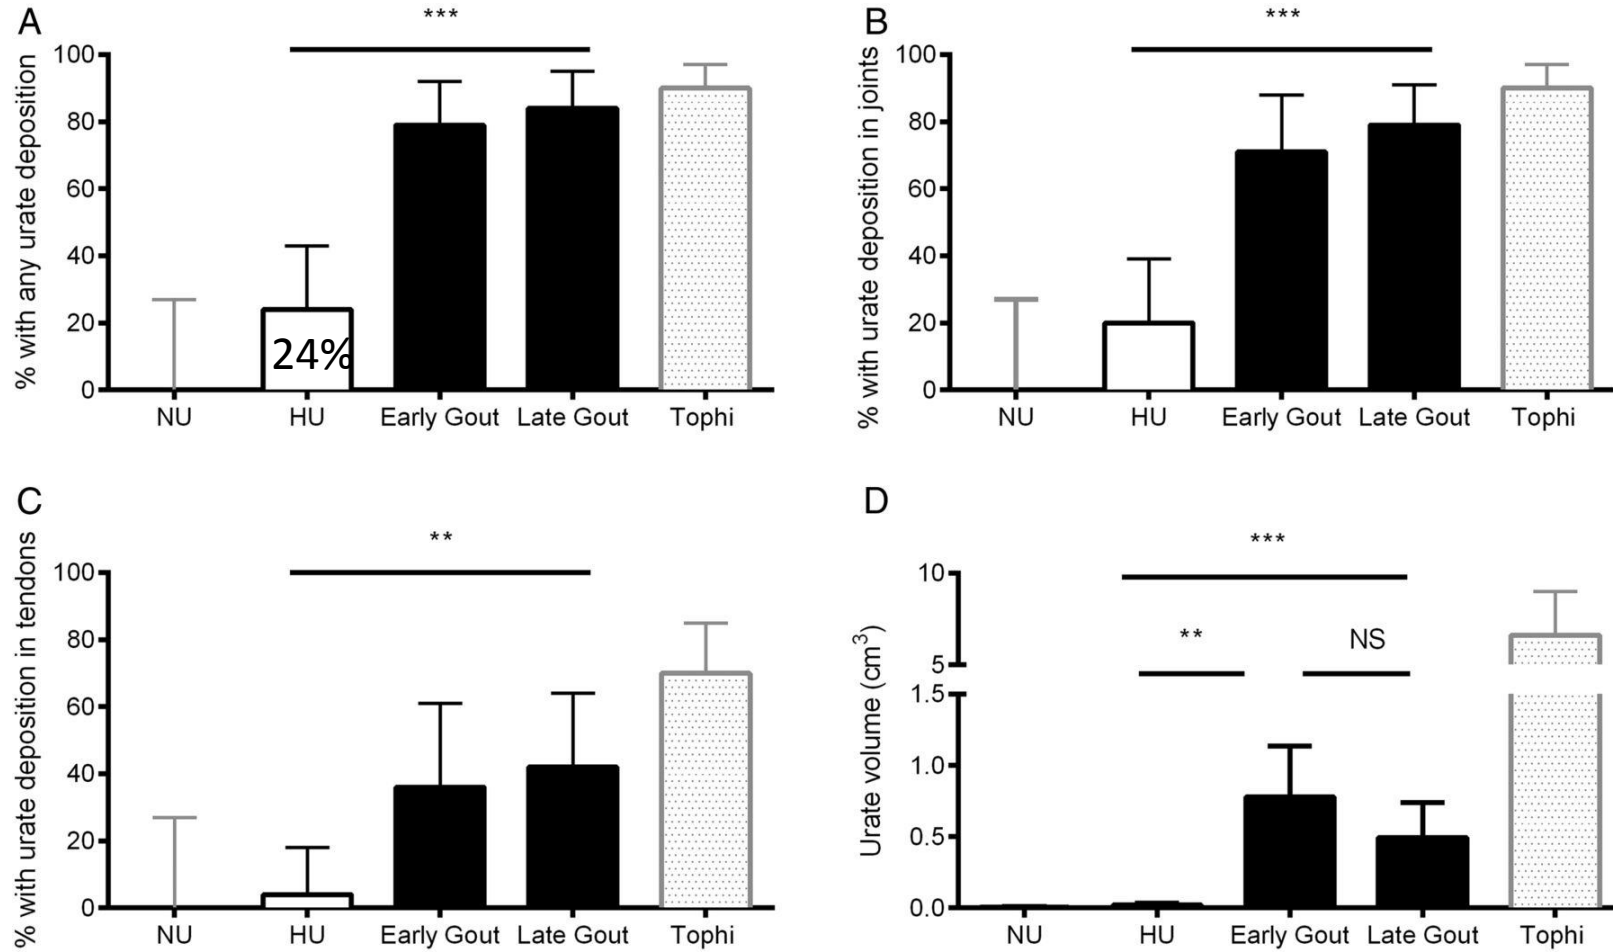 A
***
% with any urate deposition
100
80
60
40
20
0
24%
NU HU Early Gout Late Gout Tophi
B
***
% with urate deposition in joints
100
80
60
40
20
0
NU HU Early Gout Late Gout Tophi
C
**
% with urate deposition in tendons
100
80
60
40
20
0
NU HU Early Gout Late Gout Tophi
D
***
** NS
Urate volume (cm³)
10
5
1.5
1.0
0.5
0.0
NU HU Early Gout Late Gout Tophi